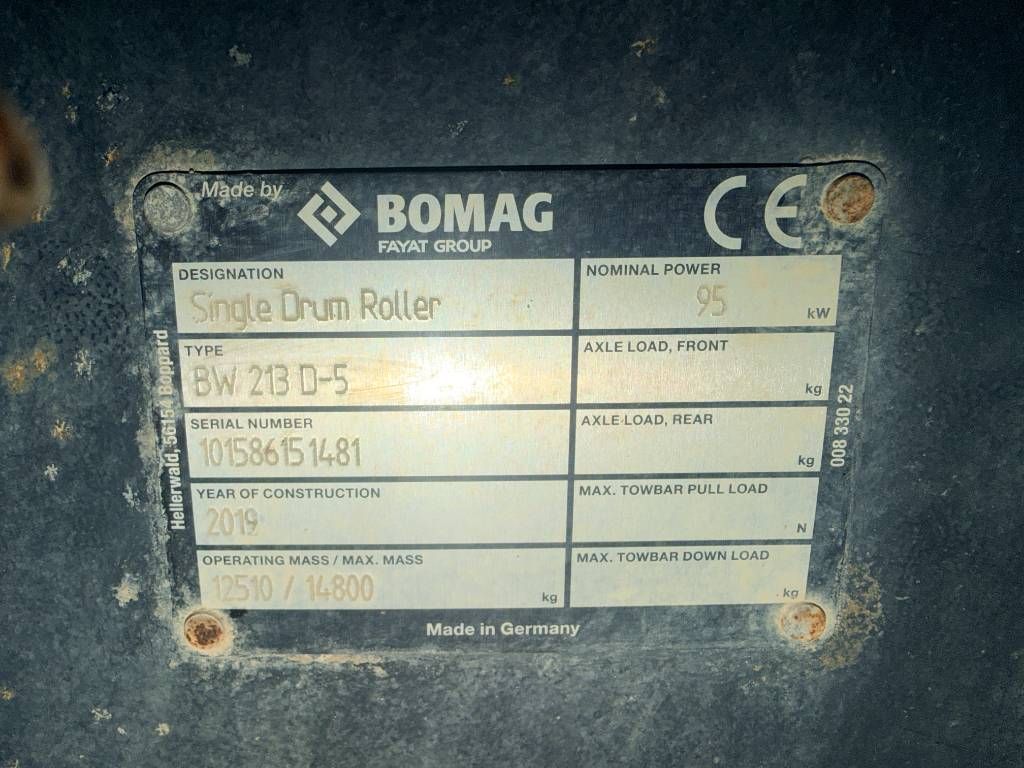 Made by
BOMAG
FAYAT GROUP
CE
DESIGNATION
Single Drum Roller
NOMINAL POWER
95 kW
TYPE
BW 213 D-5
AXLE LOAD, FRONT
kg
SERIAL NUMBER
101586151481
AXLE LOAD, REAR
kg
YEAR OF CONSTRUCTION
2019
MAX. TOWBAR PULL LOAD
N
OPERATING MASS / MAX. MASS
12510 / 14800 kg
MAX. TOWBAR DOWN LOAD
kg
Made in Germany
Hellerwald, 56154 Boppard
008 330 22